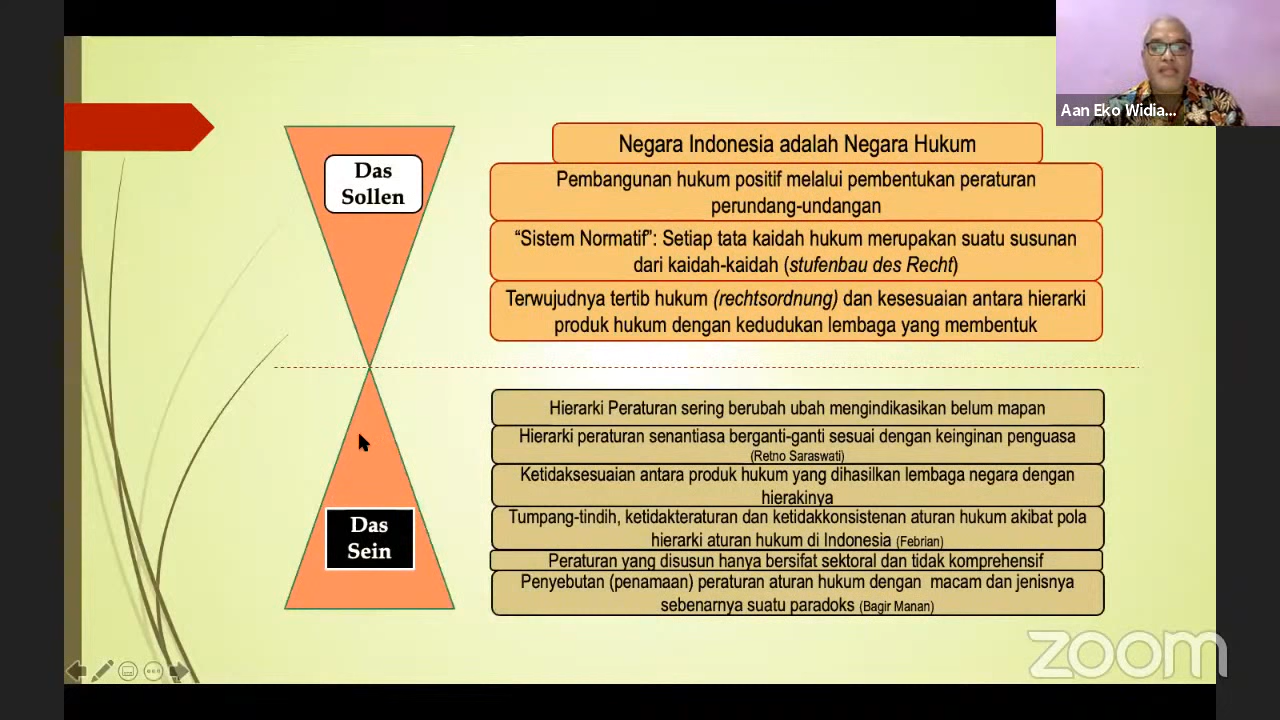 Aan Eko Widia...
Das
Sollen
Negara Indonesia adalah Negara Hukum
Pembangunan hukum positif melalui pembentukan peraturan
perundang-undangan
“Sistem Normatif”: Setiap tata kaidah hukum merupakan suatu susunan
dari kaidah-kaidah (stufenbau des Recht)
Terwujudnya tertib hukum (rechtsordnung) dan kesesuaian antara hierarki
produk hukum dengan kedudukan lembaga yang membentuk
Das
Sein
Hierarki Peraturan sering berubah ubah mengindikasikan belum mapan
Hierarki peraturan senantiasa berganti-ganti sesuai dengan keinginan penguasa
(Retno Saraswati)
Ketidaksesuaian antara produk hukum yang dihasilkan lembaga negara dengan
hierakinya
Tumpang-tindih, ketidakteraturan dan ketidakkonsistenan aturan hukum akibat pola
hierarki aturan hukum di Indonesia (Febrian)
Peraturan yang disusun hanya bersifat sektoral dan tidak komprehensif
Penyebutan (penamaan) peraturan aturan hukum dengan  macam dan jenisnya
sebenarnya suatu paradoks (Bagir Manan)
zoom